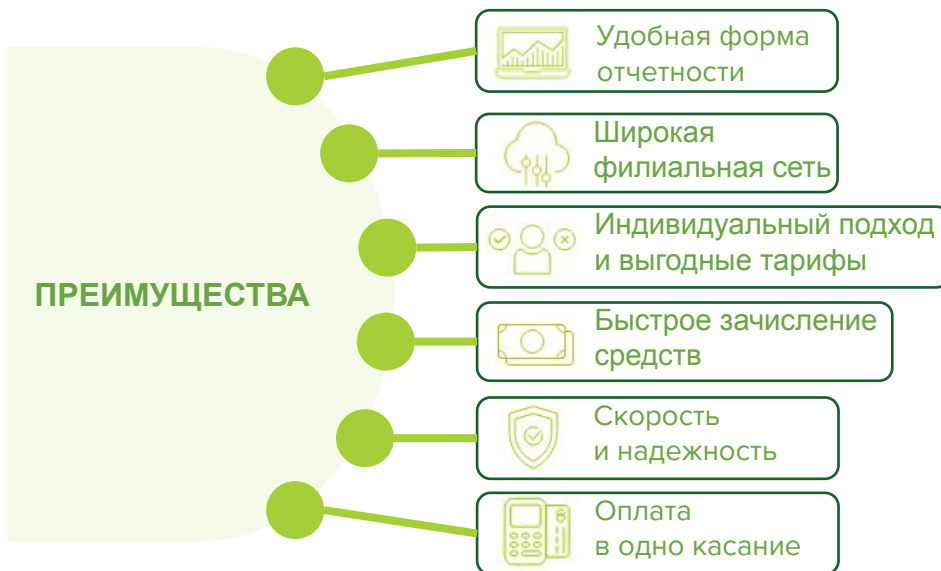 Удобная форма
отчетности
Широкая
филиальная сеть
Индивидуальный подход
и выгодные тарифы
ПРЕИМУЩЕСТВА
Быстрое зачисление
средств
Скорость
и надежность
Оплата
в одно касание